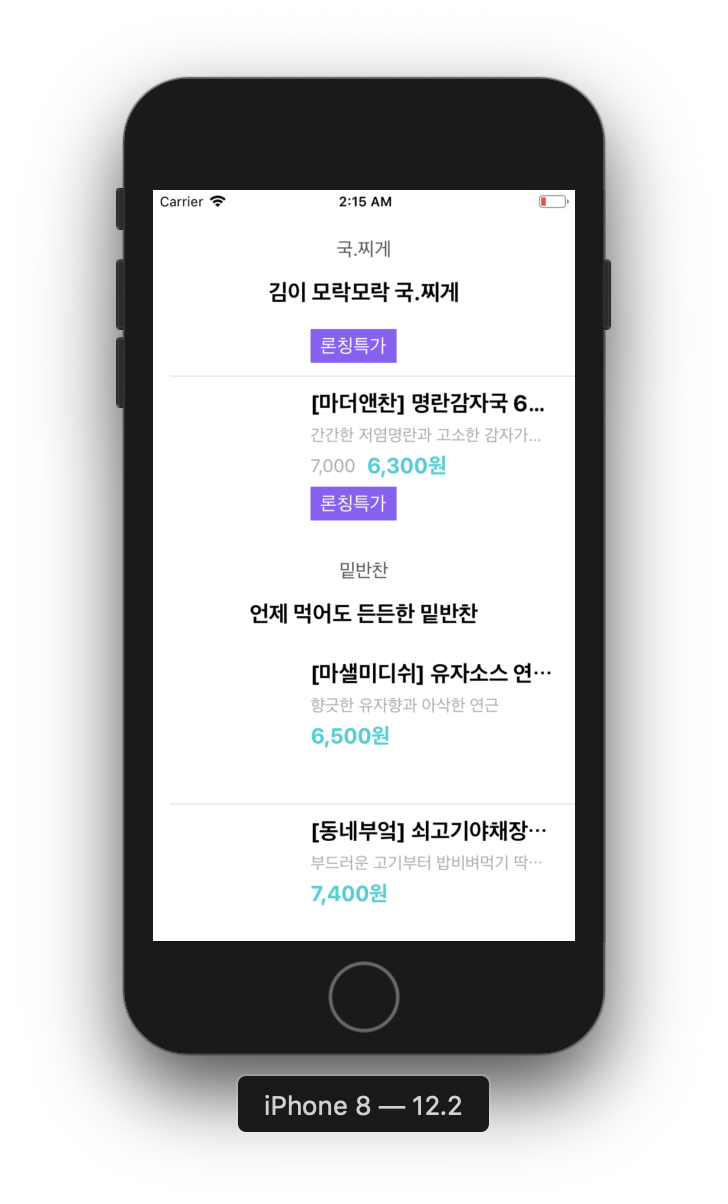 Carrier 2:15 AM
국.찌게
김이 모락모락 국.찌게
론칭특가
[마더앤찬] 명란감자국 6...
간간한 저염명란과 고소한 감자가...
7,000 6,300원
론칭특가
밑반찬
언제 먹어도 든든한 밑반찬
[마샐미디쉬] 유자소스 연…
향긋한 유자향과 아삭한 연근
6,500원
[동네부엌] 쇠고기야채장…
부드러운 고기부터 밥비벼먹기 딱…
7,400원
iPhone 8 — 12.2